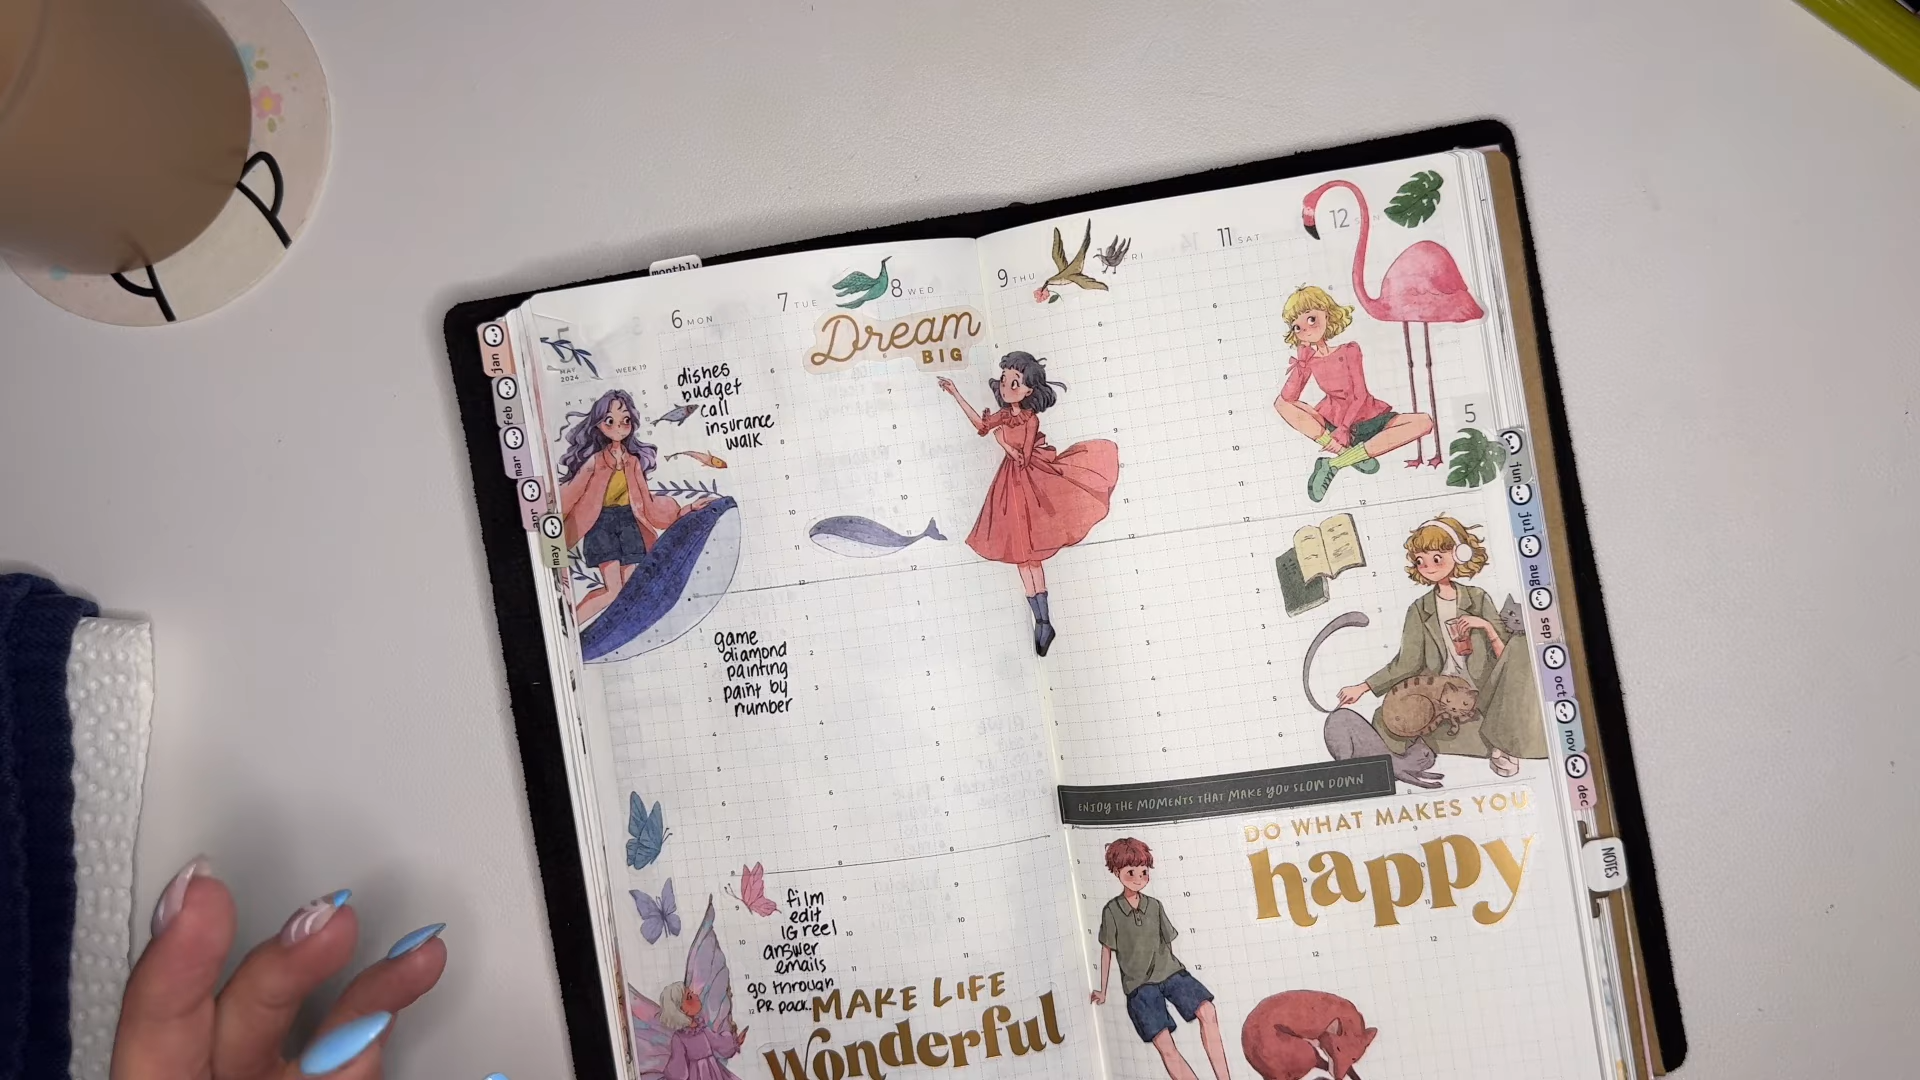 monthly
5
MAY
2024
WEEK 19
6 MON
7 TUE
8 WED
9 THU
FRI
11 SAT
12
5
Dream
BIG
dishes
budget
call
insurance
walk
game
diamond
painting
paint by
number
film
edit
IG reel
answer
emails
go through
PR pack..
MAKE LIFE
Wonderful
ENJOY THE MOMENTS THAT MAKE YOU SLOW DOWN
DO WHAT MAKES YOU
happy
jan
feb
mar
apr
may
jun
jul
aug
sep
oct
nov
dec
NOTES